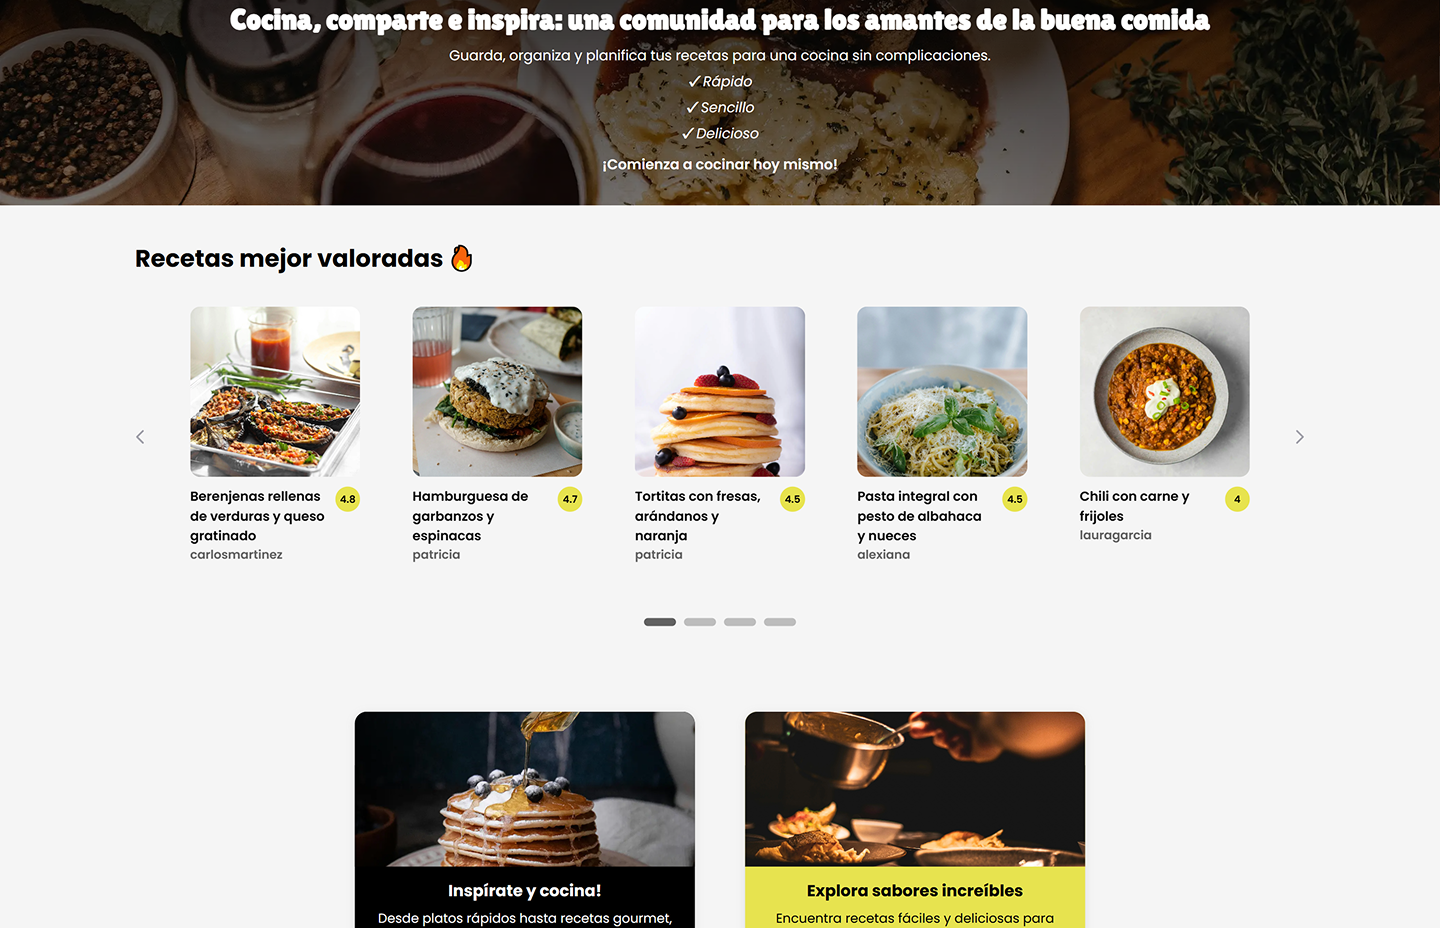 Cocina, comparte e inspira: una comunidad para los amantes de la buena comida
Guarda, organiza y planifica tus recetas para una cocina sin complicaciones.
✓ Rápido
✓ Sencillo
✓ Delicioso
¡Comienza a cocinar hoy mismo!
Recetas mejor valoradas 🔥
Berenjenas rellenas
de verduras y queso
gratinado
4.8
carlosmartinez
Hamburguesa de
garbanzos y
espinacas
4.7
patricia
Tortitas con fresas,
arándanos y
naranja
4.5
patricia
Pasta integral con
pesto de albahaca
y nueces
4.5
alexiana
Chili con carne y
frijoles
4
lauragarcia
Inspírate y cocina!
Desde platos rápidos hasta recetas gourmet,
Explora sabores increíbles
Encuentra recetas fáciles y deliciosas para